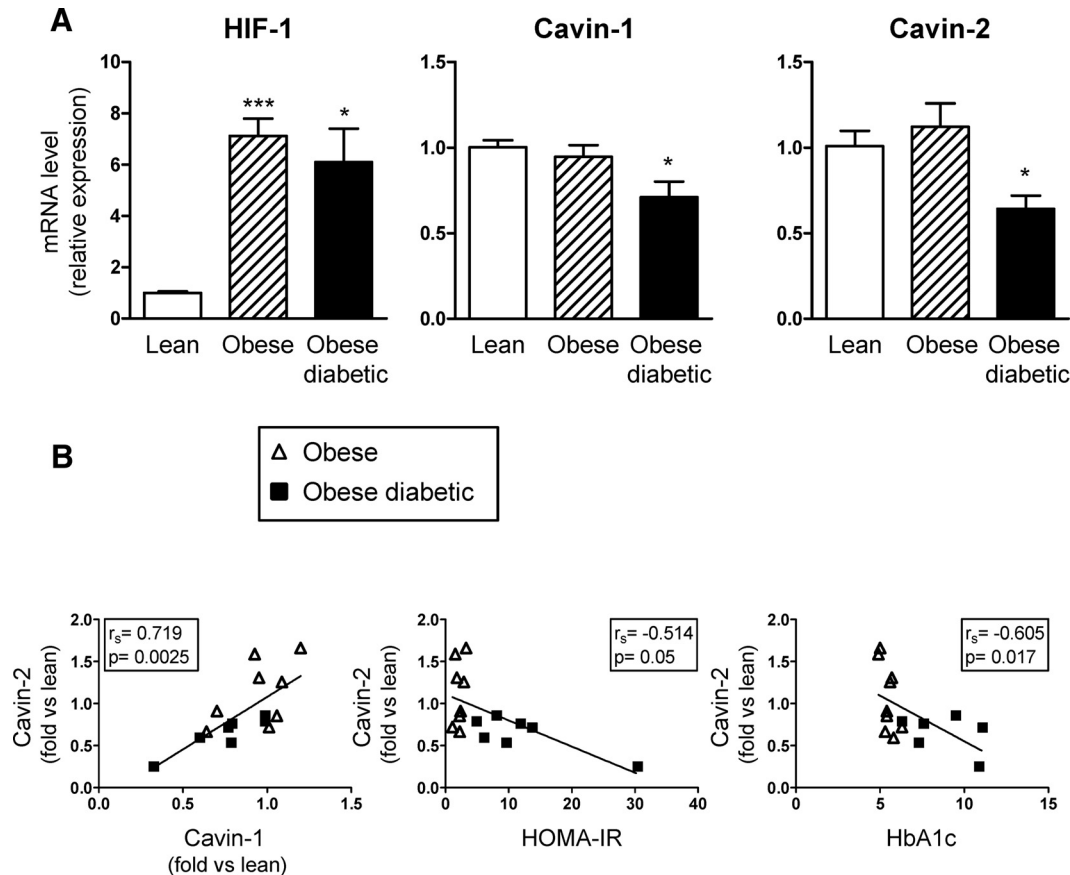 A
HIF-1
Cavin-1
Cavin-2
mRNA level
(relative expression)
10
8
6
4
2
0
***
*
Lean
Obese
Obese
diabetic
1.5
1.0
0.5
0.0
*
Lean
Obese
Obese
diabetic
1.5
1.0
0.5
0.0
*
Lean
Obese
Obese
diabetic
B
Obese
Obese diabetic
Cavin-2
(fold vs lean)
2.0
1.5
1.0
0.5
0.0
rs= 0.719
p= 0.0025
0.0 0.5 1.0 1.5
Cavin-1
(fold vs lean)
Cavin-2
(fold vs lean)
2.0
1.5
1.0
0.5
0.0
rs= -0.514
p= 0.05
0 10 20 30 40
HOMA-IR
Cavin-2
(fold vs lean)
2.0
1.5
1.0
0.5
0.0
rs= -0.605
p= 0.017
0 5 10 15
HbA1c